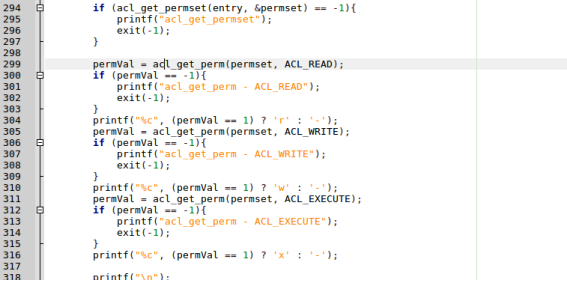 294 if (acl_get_permset(entry, &permset) == -1){
295 printf("acl_get_permset");
296 exit(-1);
297 }
298
299 permVal = acl_get_perm(permset, ACL_READ);
300 if (permVal == -1){
301 printf("acl_get_perm - ACL_READ");
302 exit(-1);
303 }
304 printf("%c", (permVal == 1) ? 'r' : '-');
305 permVal = acl_get_perm(permset, ACL_WRITE);
306 if (permVal == -1){
307 printf("acl_get_perm - ACL_WRITE");
308 exit(-1);
309 }
310 printf("%c", (permVal == 1) ? 'w' : '-');
311 permVal = acl_get_perm(permset, ACL_EXECUTE);
312 if (permVal == -1){
313 printf("acl_get_perm - ACL_EXECUTE");
314 exit(-1);
315 }
316 printf("%c", (permVal == 1) ? 'x' : '-');
317
318 printf("\n");